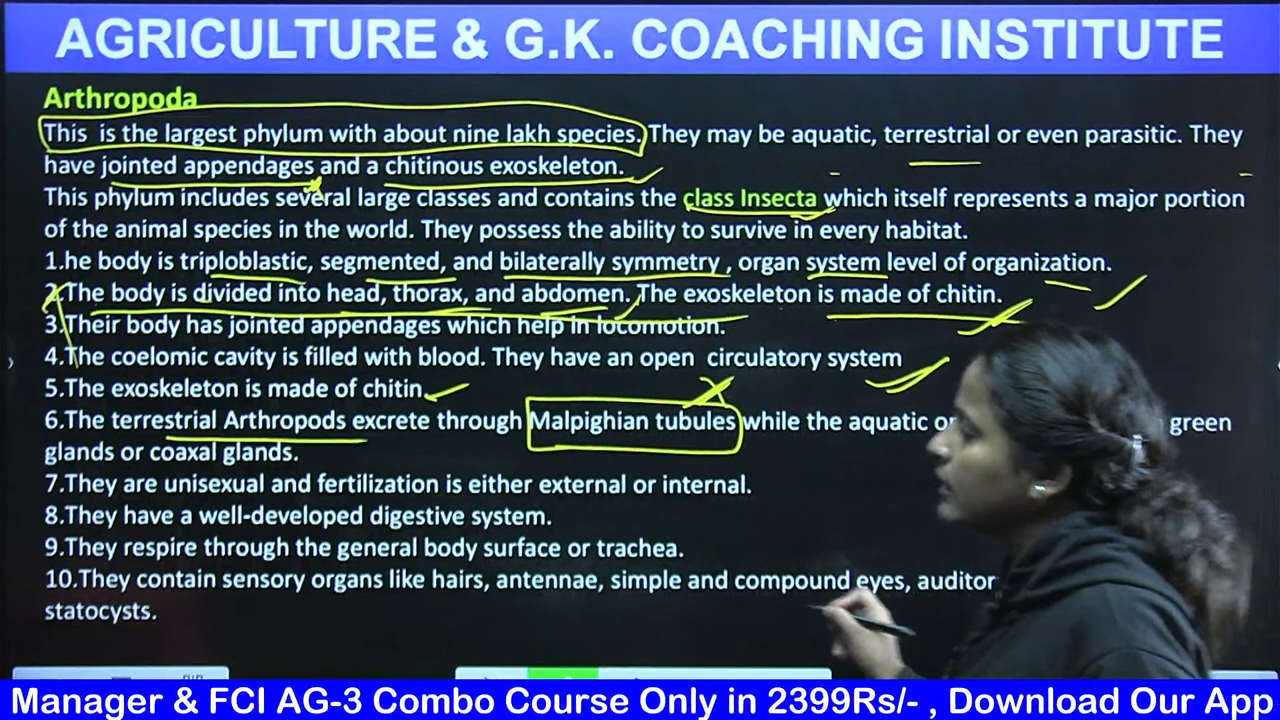 AGRICULTURE & G.K. COACHING INSTITUTE
Arthropoda
This is the largest phylum with about nine lakh species. They may be aquatic, terrestrial or even parasitic. They
have jointed appendages and a chitinous exoskeleton.
This phylum includes several large classes and contains the class Insecta which itself represents a major portion
of the animal species in the world. They possess the ability to survive in every habitat.
1.he body is triploblastic, segmented, and bilaterally symmetry , organ system level of organization.
2.The body is divided into head, thorax, and abdomen. The exoskeleton is made of chitin.
3.Their body has jointed appendages which help in locomotion.
4.The coelomic cavity is filled with blood. They have an open circulatory system
5.The exoskeleton is made of chitin.
6.The terrestrial Arthropods excrete through Malpighian tubules while the aquatic green
glands or coaxal glands.
7.They are unisexual and fertilization is either external or internal.
8.They have a well-developed digestive system.
9.They respire through the general body surface or trachea.
10.They contain sensory organs like hairs, antennae, simple and compound eyes,
statocysts.
Manager & FCI AG-3 Combo Course Only in 2399Rs/- , Download Our App